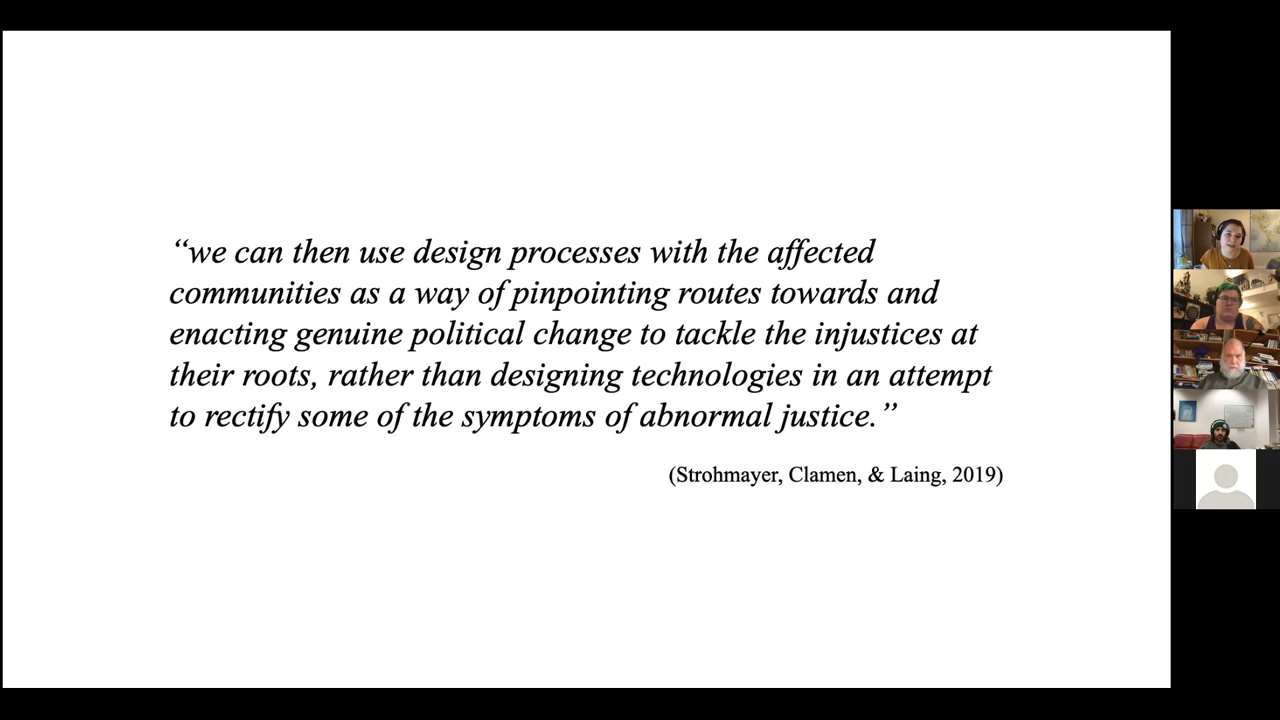 “we can then use design processes with the affected
communities as a way of pinpointing routes towards and
enacting genuine political change to tackle the injustices at
their roots, rather than designing technologies in an attempt
to rectify some of the symptoms of abnormal justice.”
(Strohmayer, Clamen, & Laing, 2019)